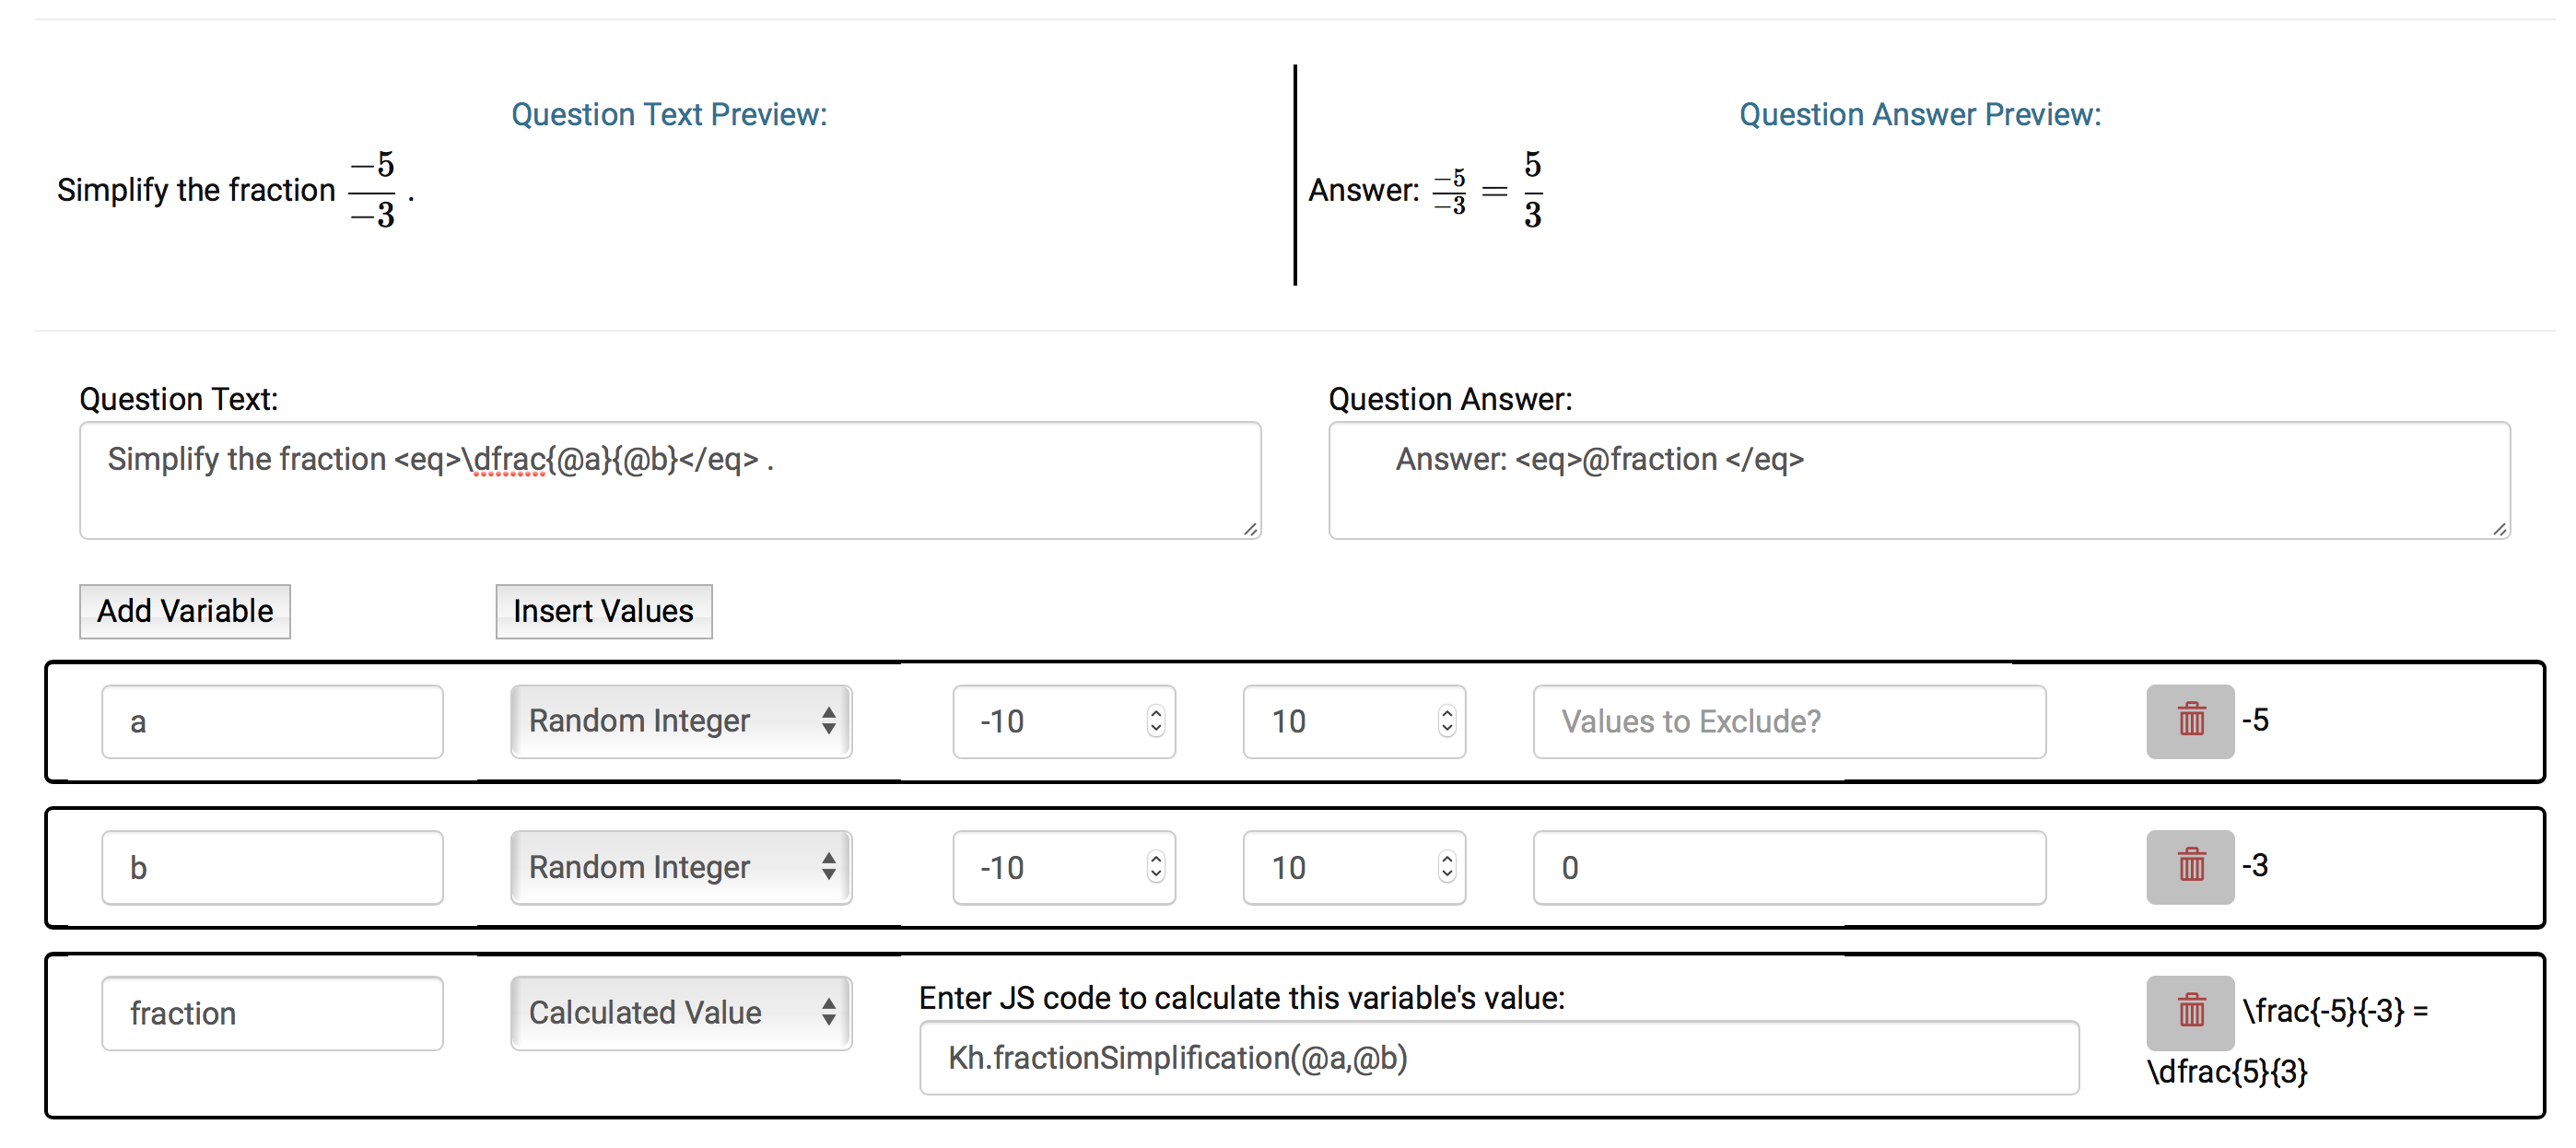 Question Text Preview:
Simplify the fraction \dfrac{-5}{-3} .
Question Answer Preview:
Answer: \frac{-5}{-3} = \dfrac{5}{3}
Question Text:
Simplify the fraction <eq>\dfrac{@a}{@b}</eq> .
Question Answer:
Answer: <eq>@fraction </eq>
Add Variable
Insert Values
a Random Integer -10 10 Values to Exclude? -5
b Random Integer -10 10 0 -3
fraction Calculated Value
Enter JS code to calculate this variable's value:
Kh.fractionSimplification(@a,@b)
\frac{-5}{-3} =
\dfrac{5}{3}